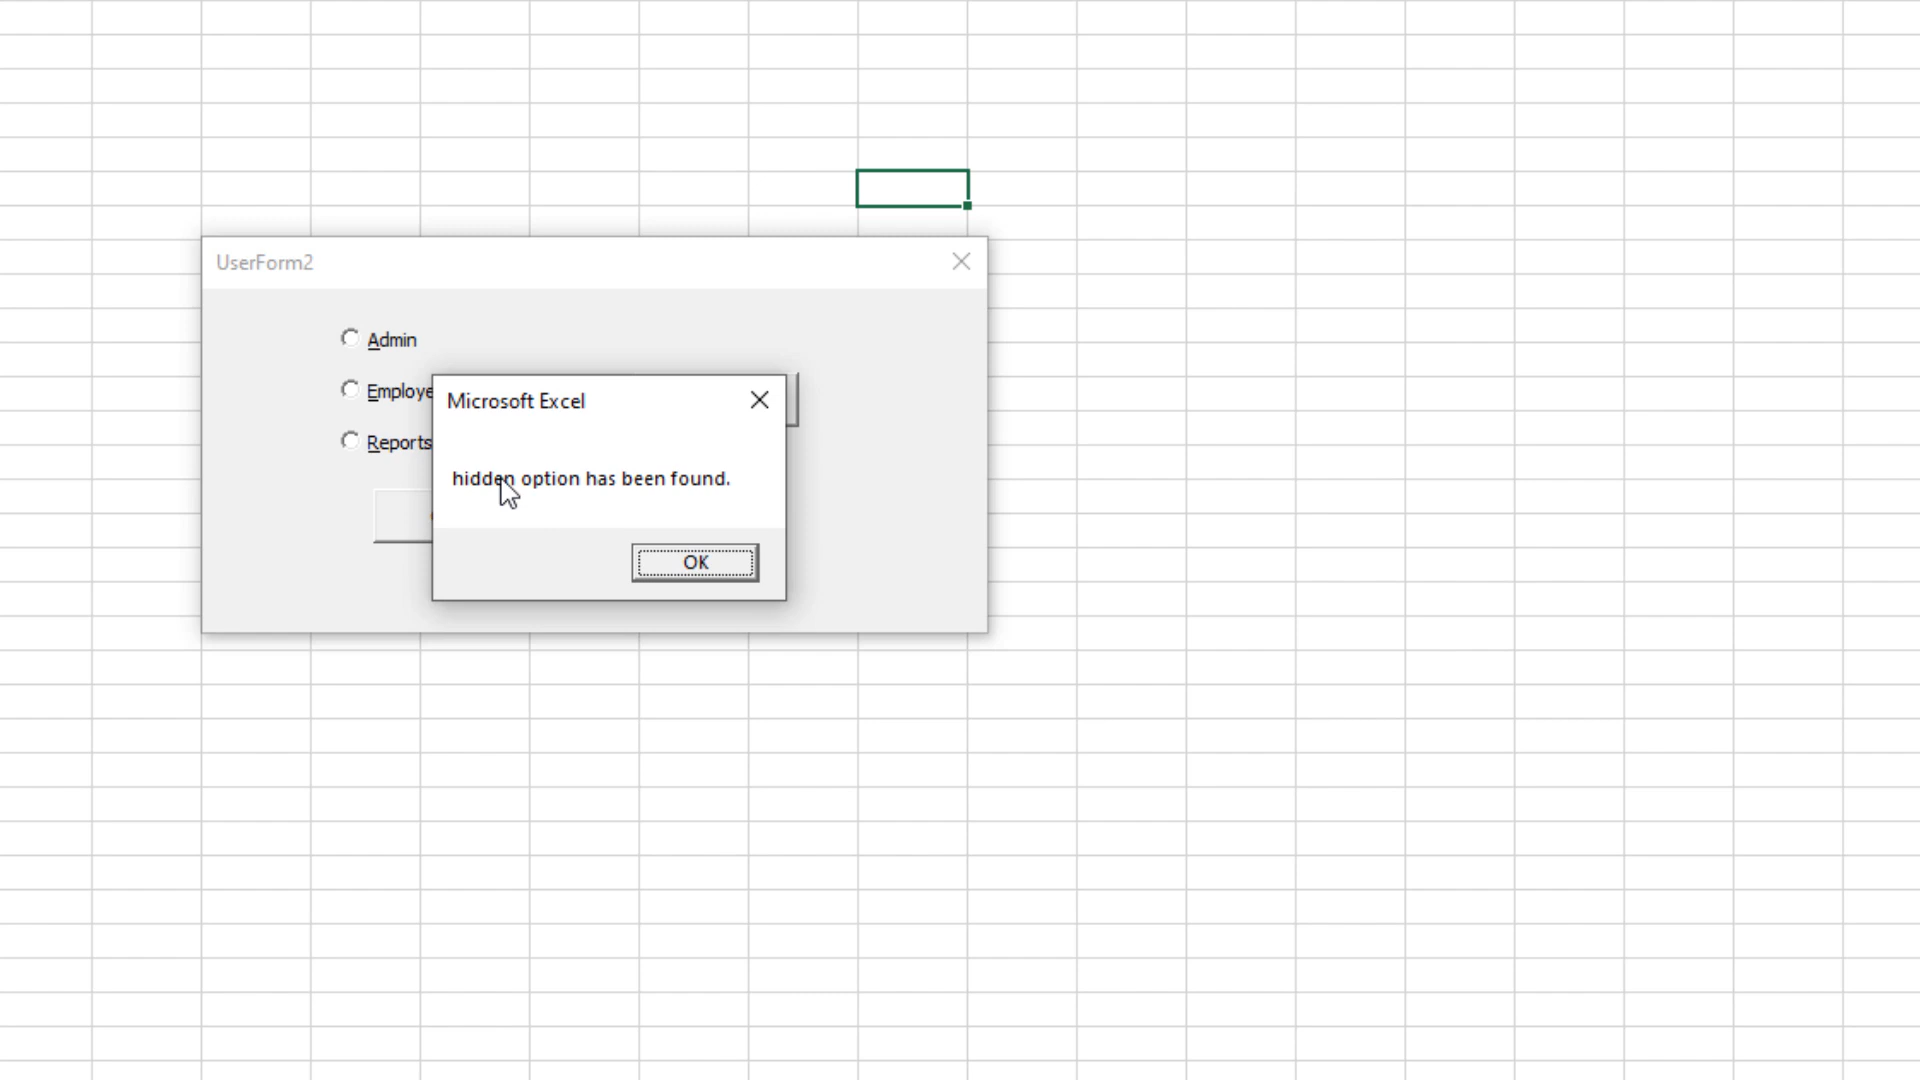 UserForm2
Admin
Employe
Reports
Microsoft Excel
hidden option has been found.
OK